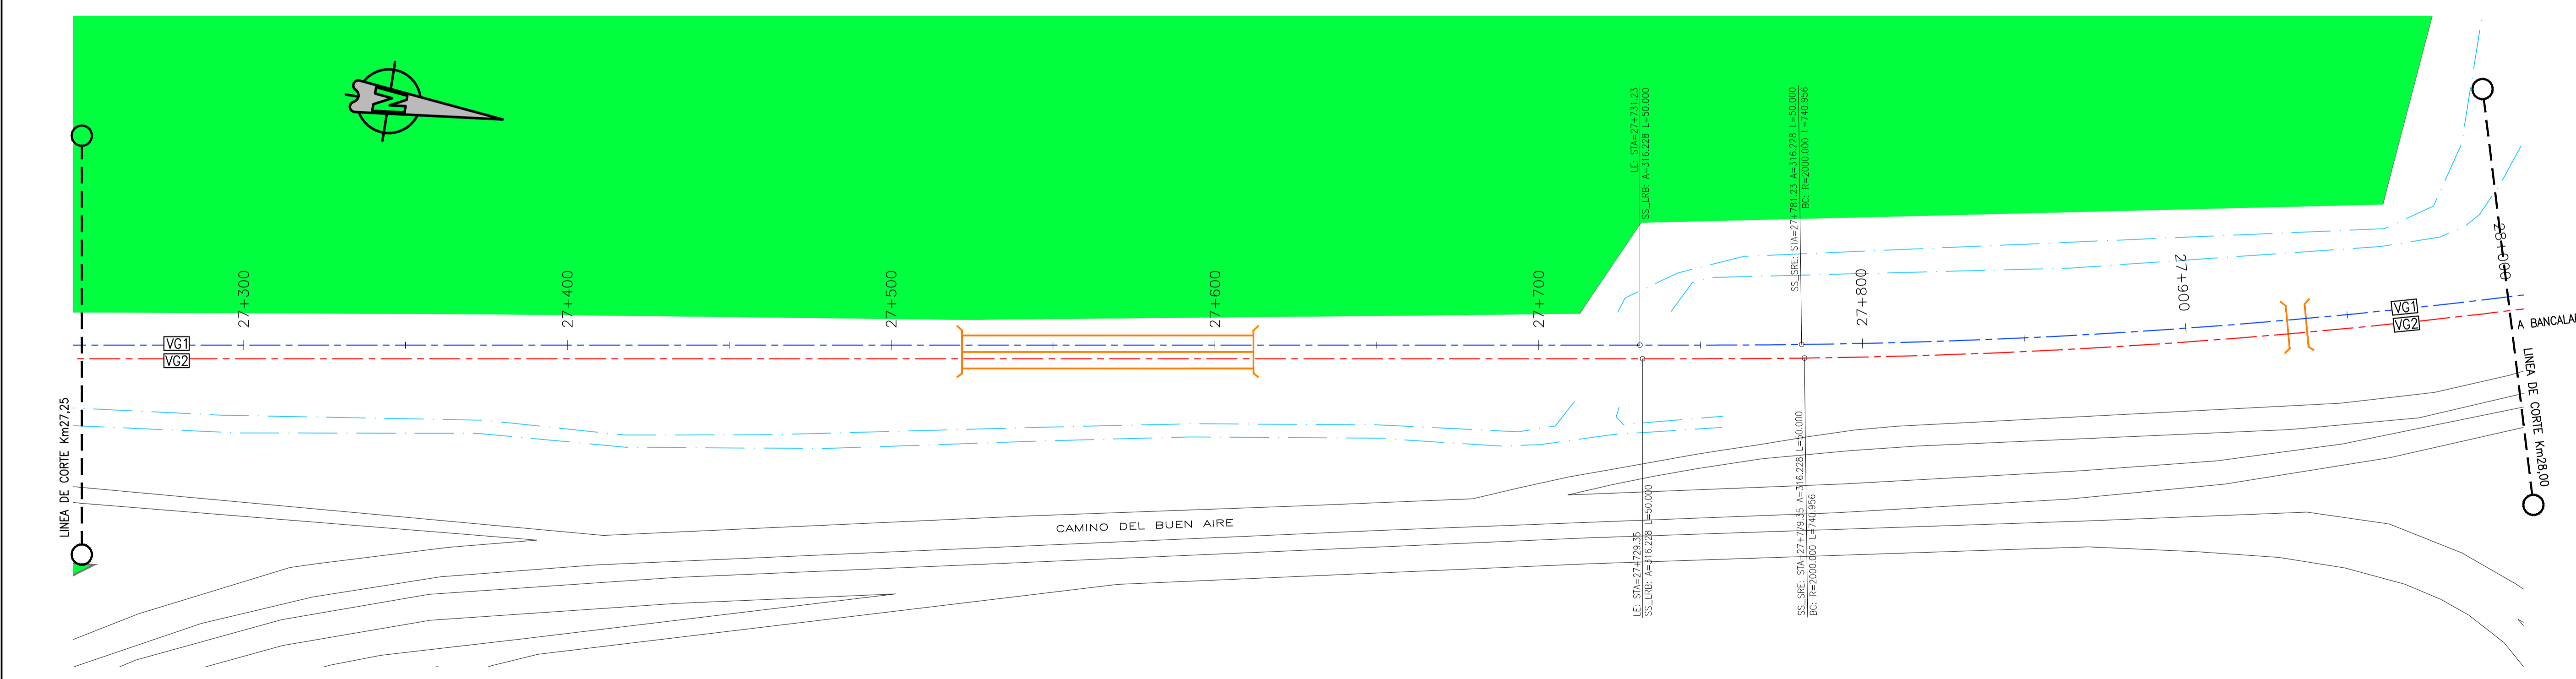 N
LINEA DE CORTE Km27,25
VG1
VG2
27+300
27+400
27+500
27+600
27+700
27+800
27+900
28+000
LE: STA=27+731.23
SS_LRB: A=316.228 L=50.000
SS_SRE: STA=27+781.23 A=316.228 L=50.000
BC: R=2000.000 L=740.956
LE: STA=27+729.35
SS_LRB: A=316.228 L=50.000
SS_SRE: STA=27+779.35 A=316.228 L=50.000
BC: R=2000.000 L=740.956
VG1
VG2
A BANCALA
LINEA DE CORTE Km28,00
CAMINO DEL BUEN AIRE